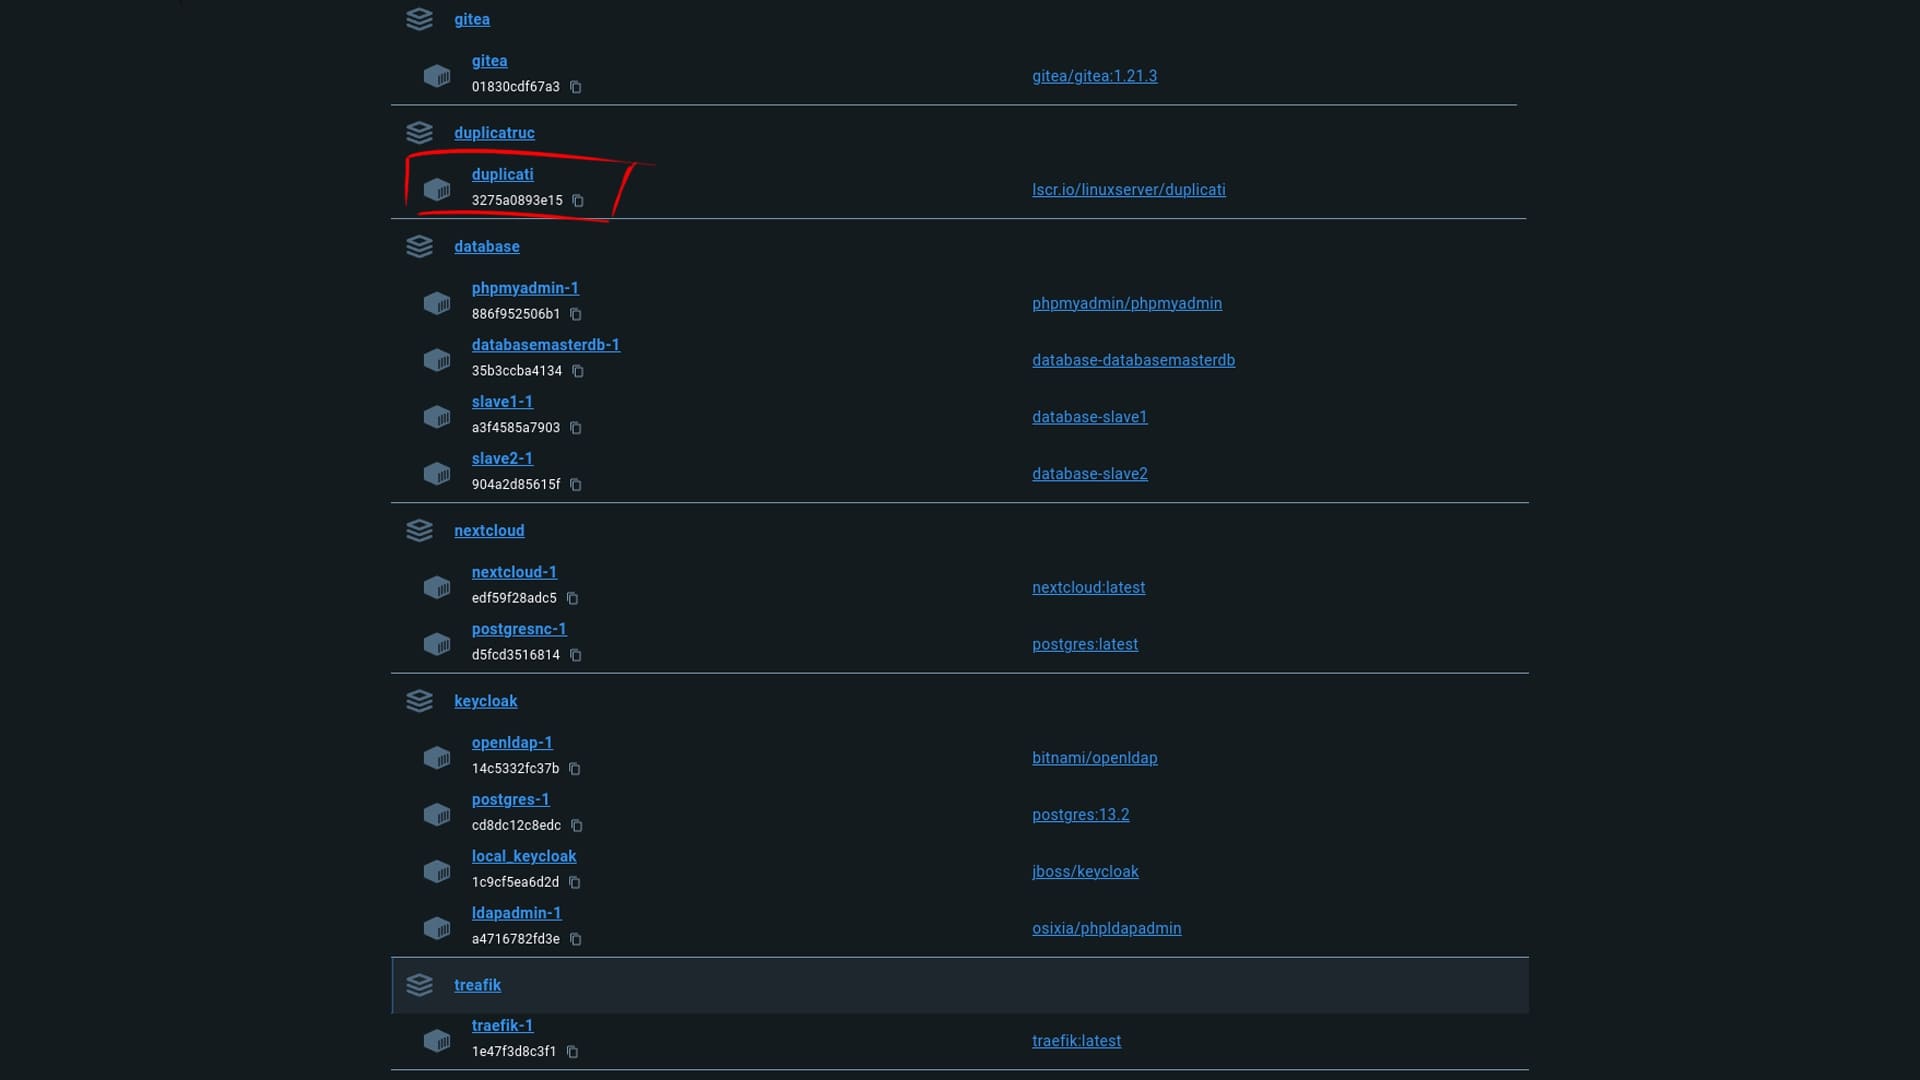 gitea
gitea
01830cdf67a3
gitea/gitea:1.21.3
duplicatruc
duplicati
3275a0893e15
lscr.io/linuxserver/duplicati
database
phpmyadmin-1
886f952506b1
phpmyadmin/phpmyadmin
databasemasterdb-1
35b3ccba4134
database-databasemasterdb
slave1-1
a3f4585a7903
database-slave1
slave2-1
904a2d85615f
database-slave2
nextcloud
nextcloud-1
edf59f28adc5
nextcloud:latest
postgresnc-1
d5fcd3516814
postgres:latest
keycloak
openldap-1
14c5332fc37b
bitnami/openldap
postgres-1
cd8dc12c8edc
postgres:13.2
local_keycloak
1c9cf5ea6d2d
jboss/keycloak
ldapadmin-1
a4716782fd3e
osixia/phpldapadmin
treafik
traefik-1
1e47f3d8c3f1
traefik:latest